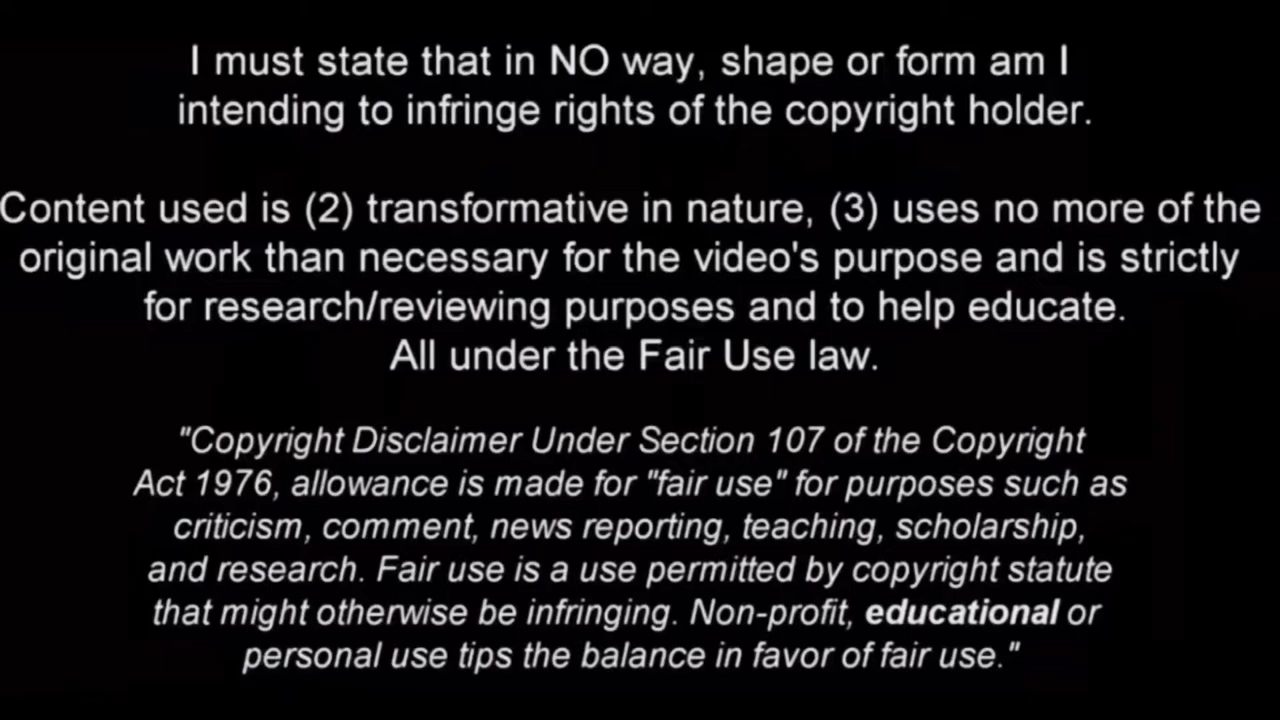 I must state that in NO way, shape or form am I
intending to infringe rights of the copyright holder.
Content used is (2) transformative in nature, (3) uses no more of the
original work than necessary for the video's purpose and is strictly
for research/reviewing purposes and to help educate.
All under the Fair Use law.
"Copyright Disclaimer Under Section 107 of the Copyright
Act 1976, allowance is made for "fair use" for purposes such as
criticism, comment, news reporting, teaching, scholarship,
and research. Fair use is a use permitted by copyright statute
that might otherwise be infringing. Non-profit, educational or
personal use tips the balance in favor of fair use."